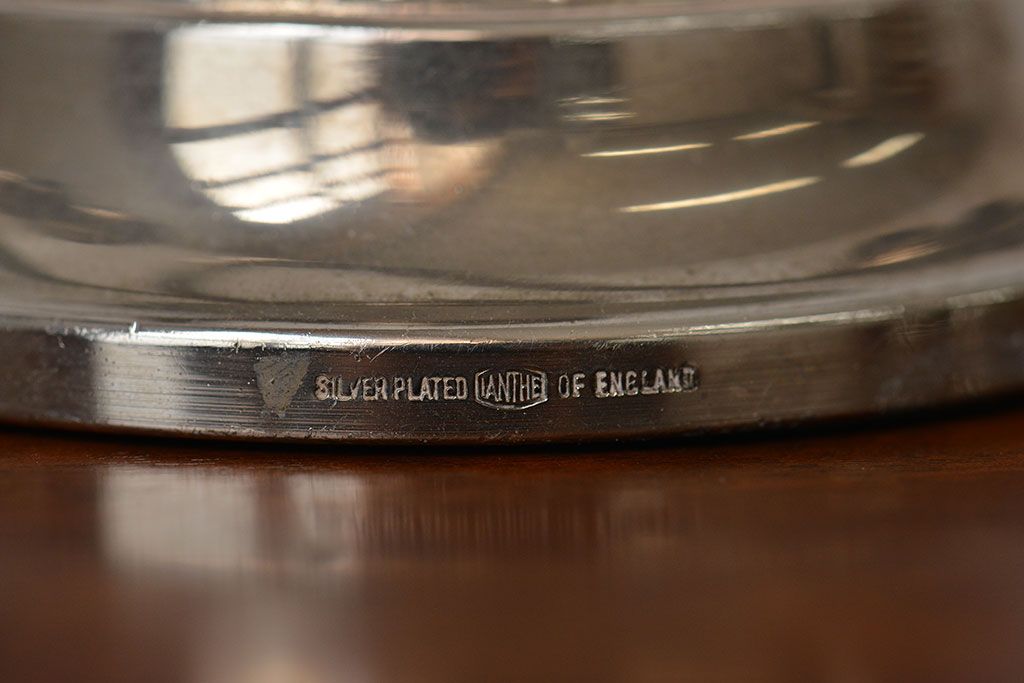 SILVER PLATED IANTHE OF ENGLAND